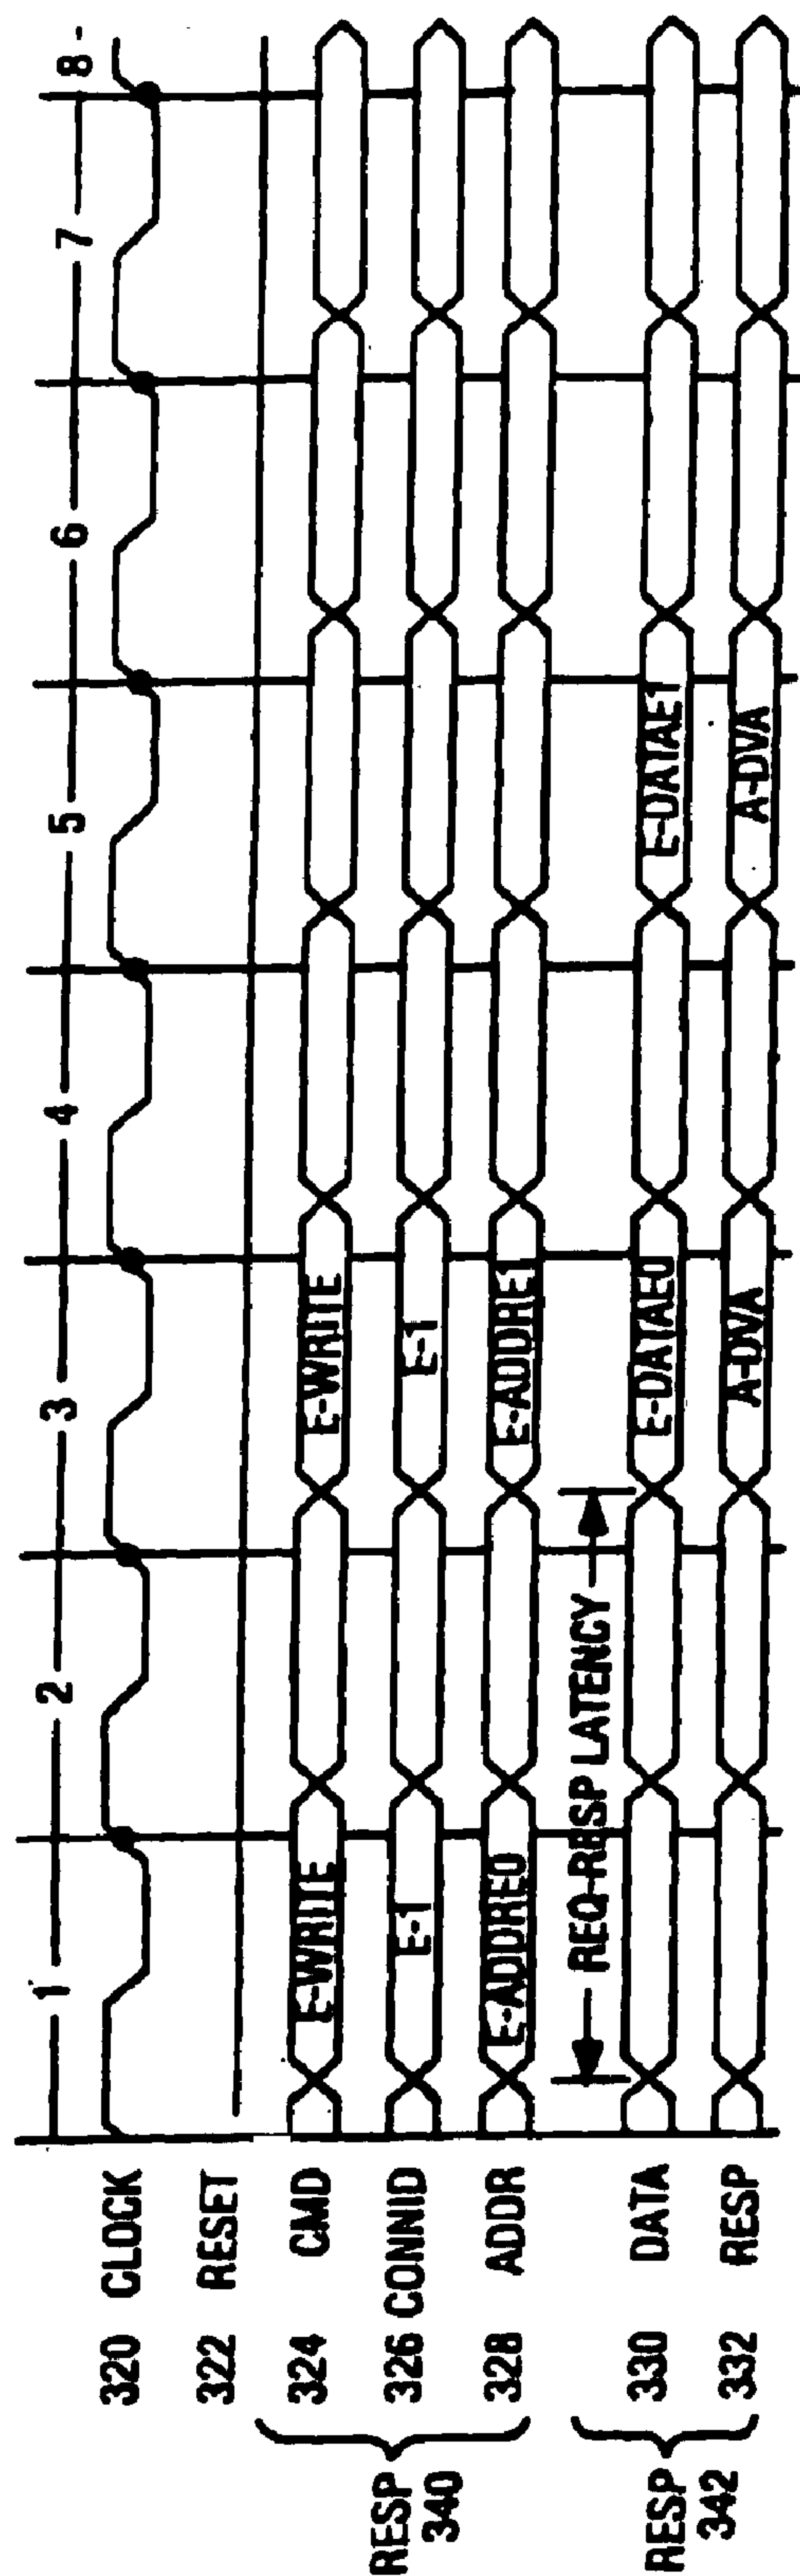 1 2 3 4 5 6 7 8
320 CLOCK
322 RESET
324 CMD E-WRITE E-WRITE
326 CONNID E-1 E-1
328 ADDR E-ADDRE0 E-ADDRE1
RESP
340
REQ-RESP LATENCY
330 DATA E-DATAE0 E-DATAE1
332 RESP A-DVA A-DVA
RESP
342